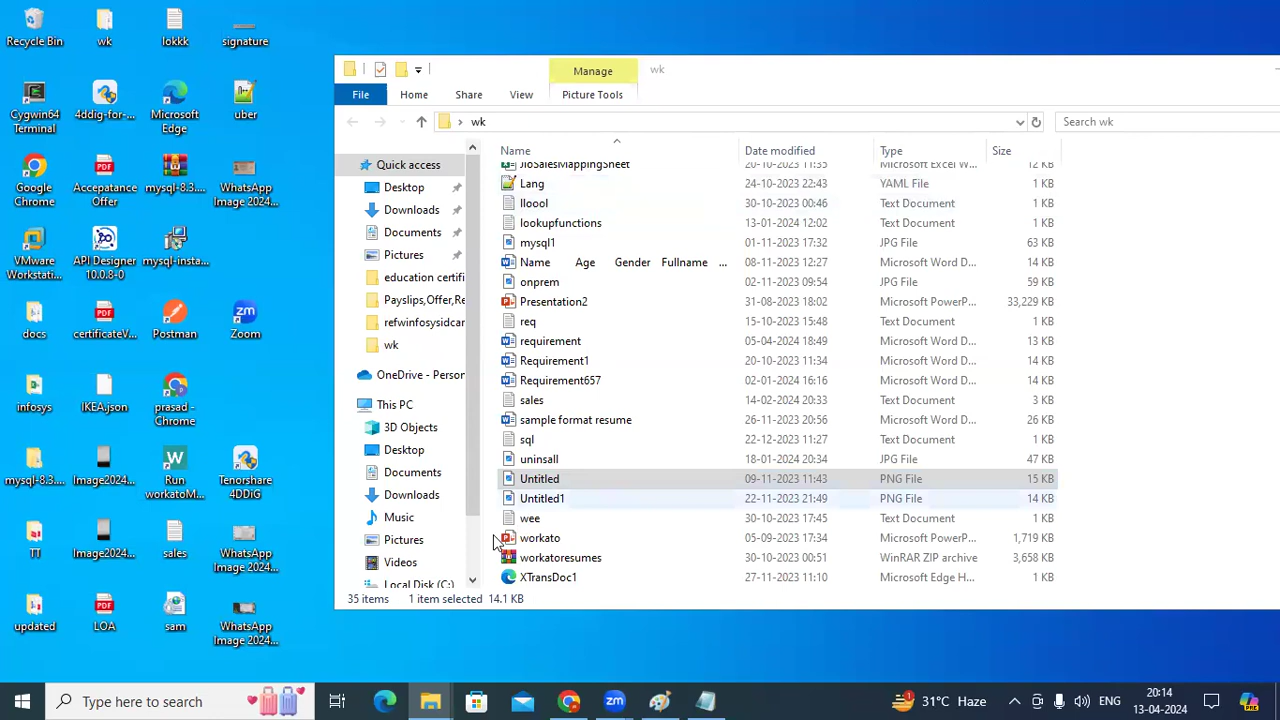 Recycle Bin
wk
lokkk
signature
Cygwin64 Terminal
4ddig-for-...
Microsoft Edge
uber
Google Chrome
Accepatance Offer
mysql-8.3....
WhatsApp Image 2024...
VMware Workstati...
API Designer 10.0.8-0
mysql-insta...
docs
certificateV...
Postman
Zoom
infosys
IKEA.json
prasad - Chrome
mysql-8.3....
Image2024...
Run workatoM...
Tenorshare 4DDiG
TT
Image2024...
sales
WhatsApp Image 2024...
updated
LOA
sam
WhatsApp Image 2024...
Manage
wk
File
Home
Share
View
Picture Tools
wk
Search wk
Quick access
Desktop
Downloads
Documents
Pictures
education certifi
Payslips,Offer,Re
refwinfosysidcar
wk
OneDrive - Person
This PC
3D Objects
Desktop
Documents
Downloads
Music
Pictures
Videos
Local Disk (C:)
Name Date modified Type Size
JioSalesMappingSheet 20-10-2023 11:35 Microsoft Excel W... 12 KB
Lang 24-10-2023 22:43 YAML File 1 KB
lloool 30-10-2023 00:46 Text Document 1 KB
lookupfunctions 13-01-2024 12:02 Text Document 1 KB
mysql1 01-11-2023 17:32 JPG File 63 KB
Name Age Gender Fullname ... 08-11-2023 12:27 Microsoft Word D... 14 KB
onprem 02-11-2023 09:54 JPG File 59 KB
Presentation2 31-08-2023 18:02 Microsoft PowerP... 33,229 KB
req 15-10-2023 15:48 Text Document 1 KB
requirement 05-04-2024 18:49 Microsoft Word D... 13 KB
Requirement1 20-10-2023 11:34 Microsoft Word D... 14 KB
Requirement657 02-01-2024 16:16 Microsoft Word D... 14 KB
sales 14-02-2024 20:33 Text Document 3 KB
sample format resume 26-11-2023 20:56 Microsoft Word D... 26 KB
sql 22-12-2023 11:27 Text Document 1 KB
uninsall 18-01-2024 20:34 JPG File 47 KB
Untitled 09-11-2023 11:43 PNG File 15 KB
Untitled1 22-11-2023 21:49 PNG File 14 KB
wee 30-10-2023 17:45 Text Document 1 KB
workato 05-09-2023 17:34 Microsoft PowerP... 1,719 KB
workatoresumes 30-10-2023 00:51 WinRAR ZIP archive 3,658 KB
XTransDoc1 27-11-2023 11:10 Microsoft Edge H... 1 KB
35 items 1 item selected 14.1 KB
Type here to search
31°C Haze
ENG
20:14
13-04-2024